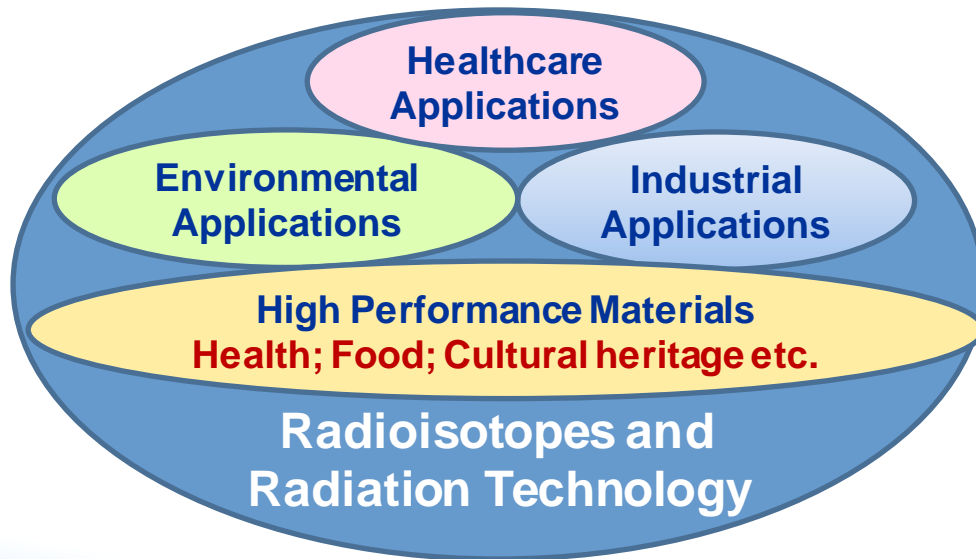 Healthcare
Applications
Environmental
Applications
Industrial
Applications
High Performance Materials
Health; Food; Cultural heritage etc.
Radioisotopes and
Radiation Technology